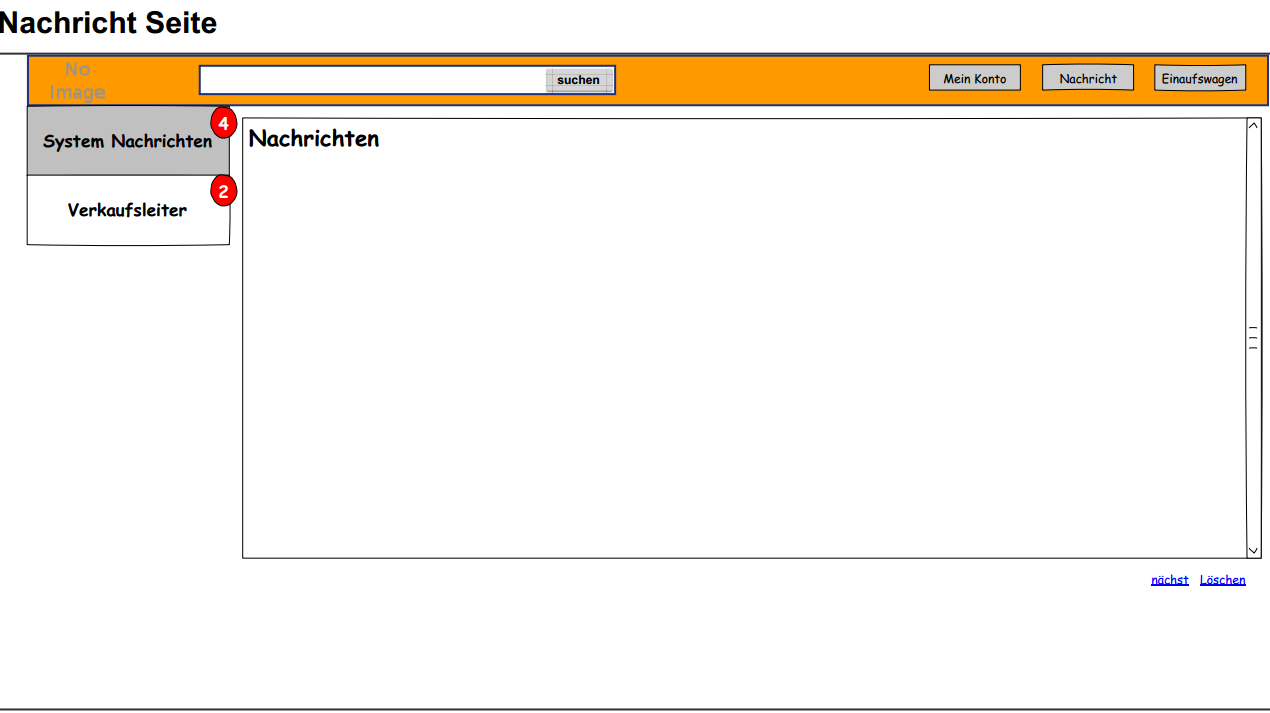 Nachricht Seite
No
Image
suchen
Mein Konto
Nachricht
Einaufswagen
System Nachrichten
4
Nachrichten
Verkaufsleiter
2
nächst
Löschen